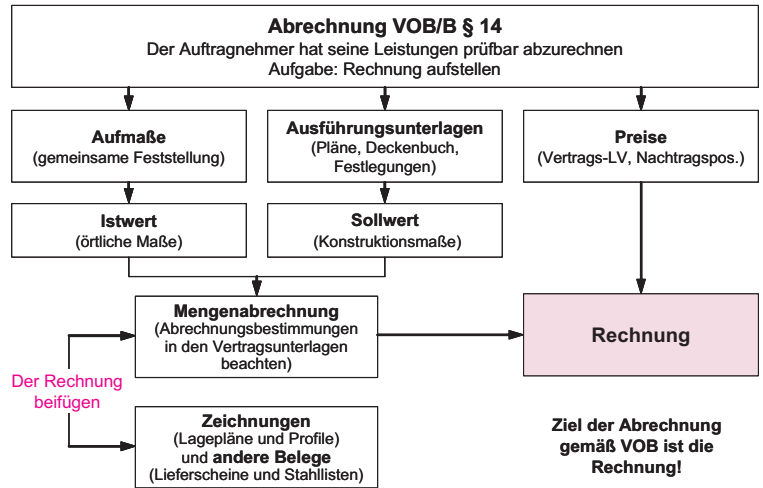 Abrechnung VOB/B § 14
Der Auftragnehmer hat seine Leistungen prüfbar abzurechnen
Aufgabe: Rechnung aufstellen
Aufmaße
(gemeinsame Feststellung)
Ausführungsunterlagen
(Pläne, Deckenbuch,
Festlegungen)
Preise
(Vertrags-LV, Nachtragspos.)
Istwert
(örtliche Maße)
Sollwert
(Konstruktionsmaße)
Mengenabrechnung
(Abrechnungsbestimmungen
in den Vertragsunterlagen
beachten)
Rechnung
Der Rechnung
beifügen
Zeichnungen
(Lagepläne und Profile)
und andere Belege
(Lieferscheine und Stahllisten)
Ziel der Abrechnung
gemäß VOB ist die
Rechnung!